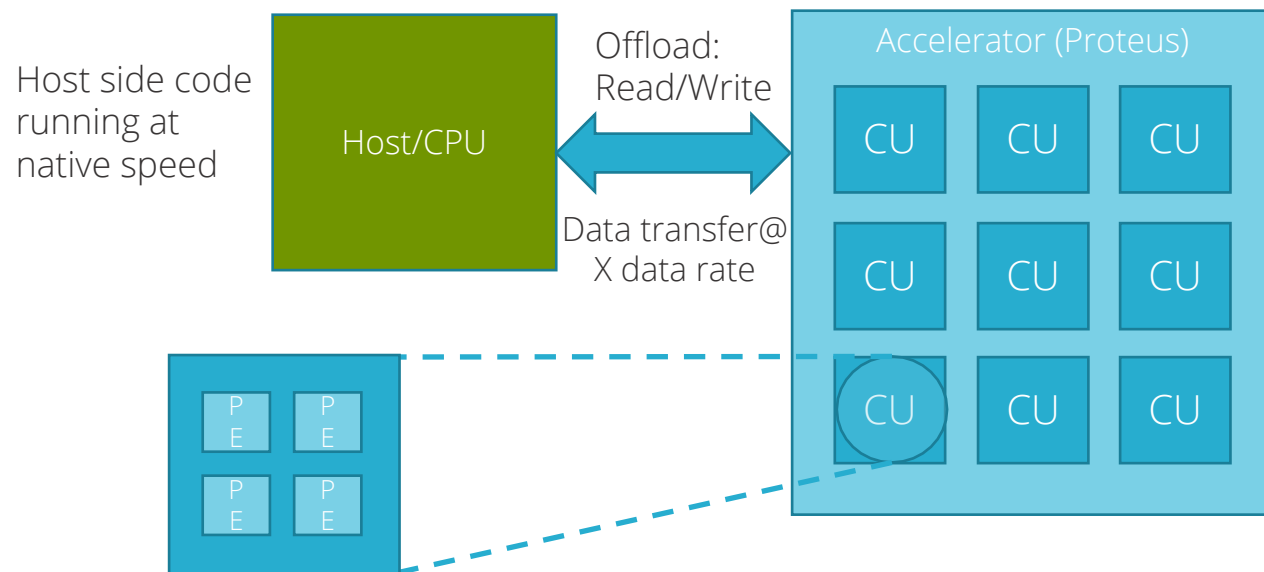 Host side code
running at
native speed
Host/CPU
Offload:
Read/Write
Data transfer@
X data rate
Accelerator (Proteus)
CU CU CU
CU CU CU
CU CU CU
P P
E E
P P
E E